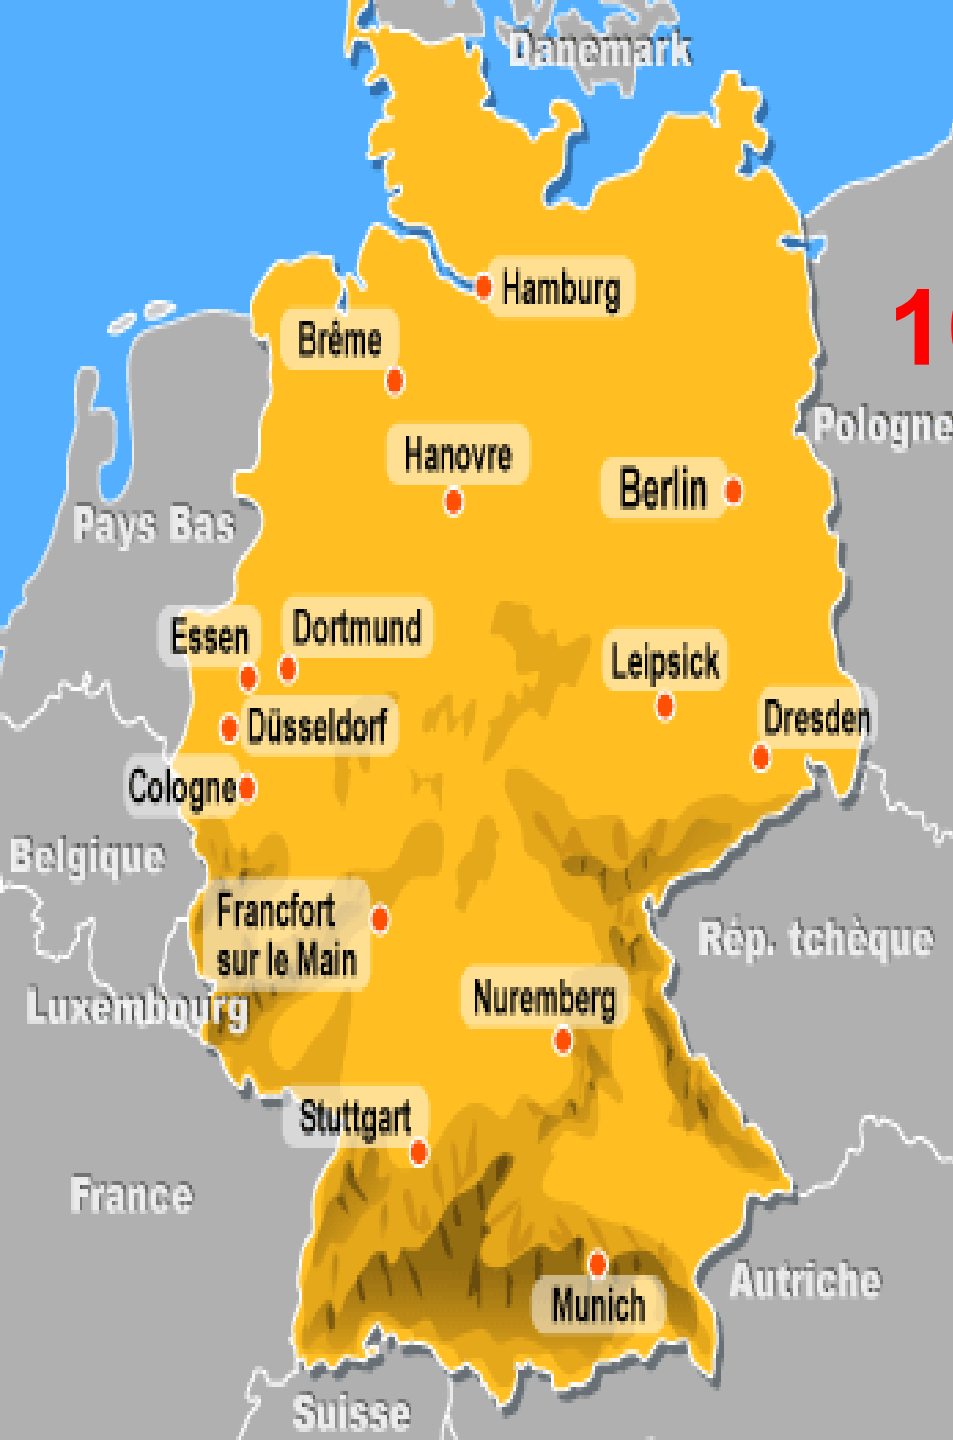 Danemark
Hamburg
Brême
Pologne
Hanovre
Berlin
Pays Bas
Essen
Dortmund
Leipsick
Düsseldorf
Dresden
Cologne
Belgique
Francfort
sur le Main
Rép. tchèque
Luxembourg
Nuremberg
Stuttgart
France
Autriche
Munich
Suisse